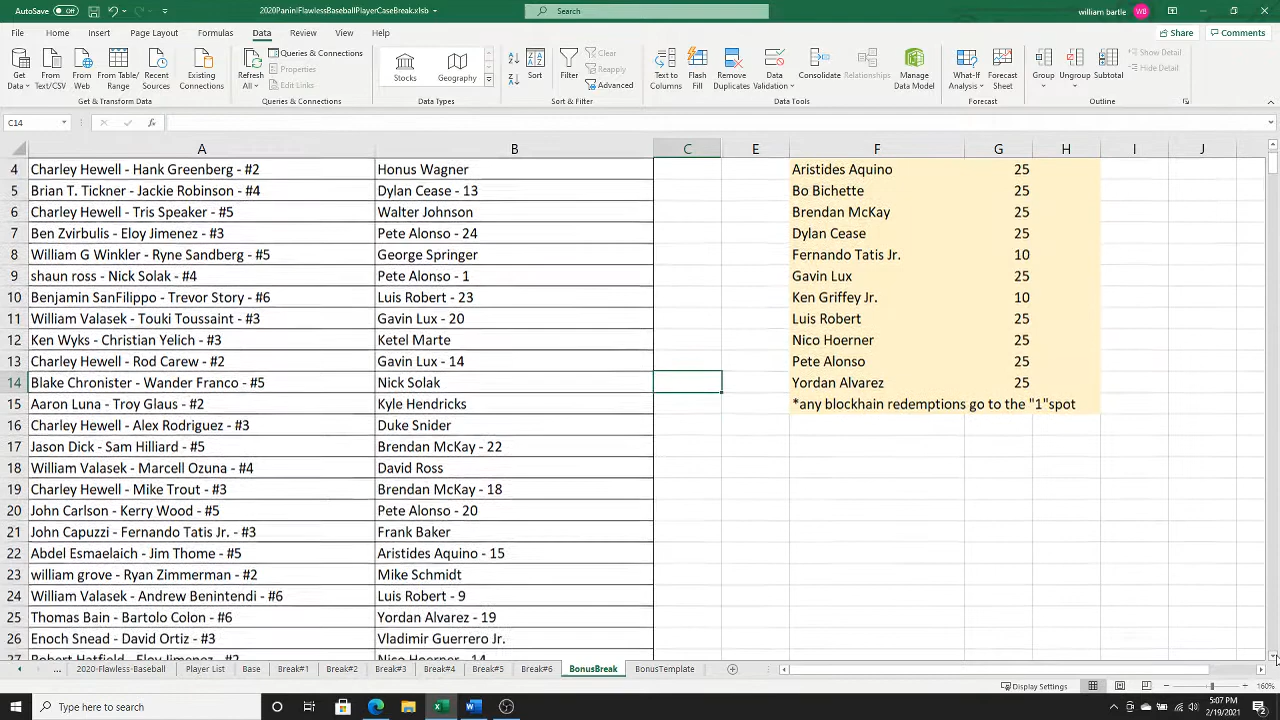 AutoSave Off 2020PaniniFlawlessBaseballPlayerCaseBreak.xlsb Search william bartle WB
File Home Insert Page Layout Formulas Data Review View Help Share Comments
Get Data From Text/CSV From Web From Table/Range Recent Sources Existing Connections
Refresh All Queries & Connections Properties Edit Links
Stocks Geography
Sort Filter Clear Reapply Advanced
Text to Columns Flash Fill Remove Duplicates Data Validation Consolidate Relationships Manage Data Model
What-If Analysis Forecast Sheet Group Ungroup Subtotal Show Detail Hide Detail
Get & Transform Data Queries & Connections Data Types Sort & Filter Data Tools Forecast Outline
C14 fx
A B C E F G H I J
4 Charley Hewell - Hank Greenberg - #2 Honus Wagner Aristides Aquino 25
5 Brian T. Tickner - Jackie Robinson - #4 Dylan Cease - 13 Bo Bichette 25
6 Charley Hewell - Tris Speaker - #5 Walter Johnson Brendan McKay 25
7 Ben Zvirbulis - Eloy Jimenez - #3 Pete Alonso - 24 Dylan Cease 25
8 William G Winkler - Ryne Sandberg - #5 George Springer Fernando Tatis Jr. 10
9 shaun ross - Nick Solak - #4 Pete Alonso - 1 Gavin Lux 25
10 Benjamin SanFilippo - Trevor Story - #6 Luis Robert - 23 Ken Griffey Jr. 10
11 William Valasek - Touki Toussaint - #3 Gavin Lux - 20 Luis Robert 25
12 Ken Wyks - Christian Yelich - #3 Ketel Marte Nico Hoerner 25
13 Charley Hewell - Rod Carew - #2 Gavin Lux - 14 Pete Alonso 25
14 Blake Chronister - Wander Franco - #5 Nick Solak Yordan Alvarez 25
15 Aaron Luna - Troy Glaus - #2 Kyle Hendricks *any blockhain redemptions go to the "1"spot
16 Charley Hewell - Alex Rodriguez - #3 Duke Snider
17 Jason Dick - Sam Hilliard - #5 Brendan McKay - 22
18 William Valasek - Marcell Ozuna - #4 David Ross
19 Charley Hewell - Mike Trout - #3 Brendan McKay - 18
20 John Carlson - Kerry Wood - #5 Pete Alonso - 20
21 John Capuzzi - Fernando Tatis Jr. - #3 Frank Baker
22 Abdel Esmaelaich - Jim Thome - #5 Aristides Aquino - 15
23 william grove - Ryan Zimmerman - #2 Mike Schmidt
24 William Valasek - Andrew Benintendi - #6 Luis Robert - 9
25 Thomas Bain - Bartolo Colon - #6 Yordan Alvarez - 19
26 Enoch Snead - David Ortiz - #3 Vladimir Guerrero Jr.
27 Robert Hatfield - Eloy Jimenez - #2 Nico Hoerner - 14
... 2020-Flawless-Baseball Player List Base Break#1 Break#2 Break#3 Break#4 Break#5 Break#6 BonusBreak BonusTemplate
Display Settings 160%
Type here to search 5:07 PM
2/19/2021 2